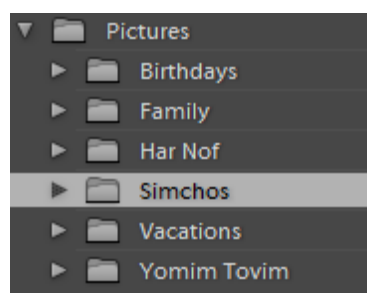 Pictures
Birthdays
Family
Har Nof
Simchos
Vacations
Yomim Tovim